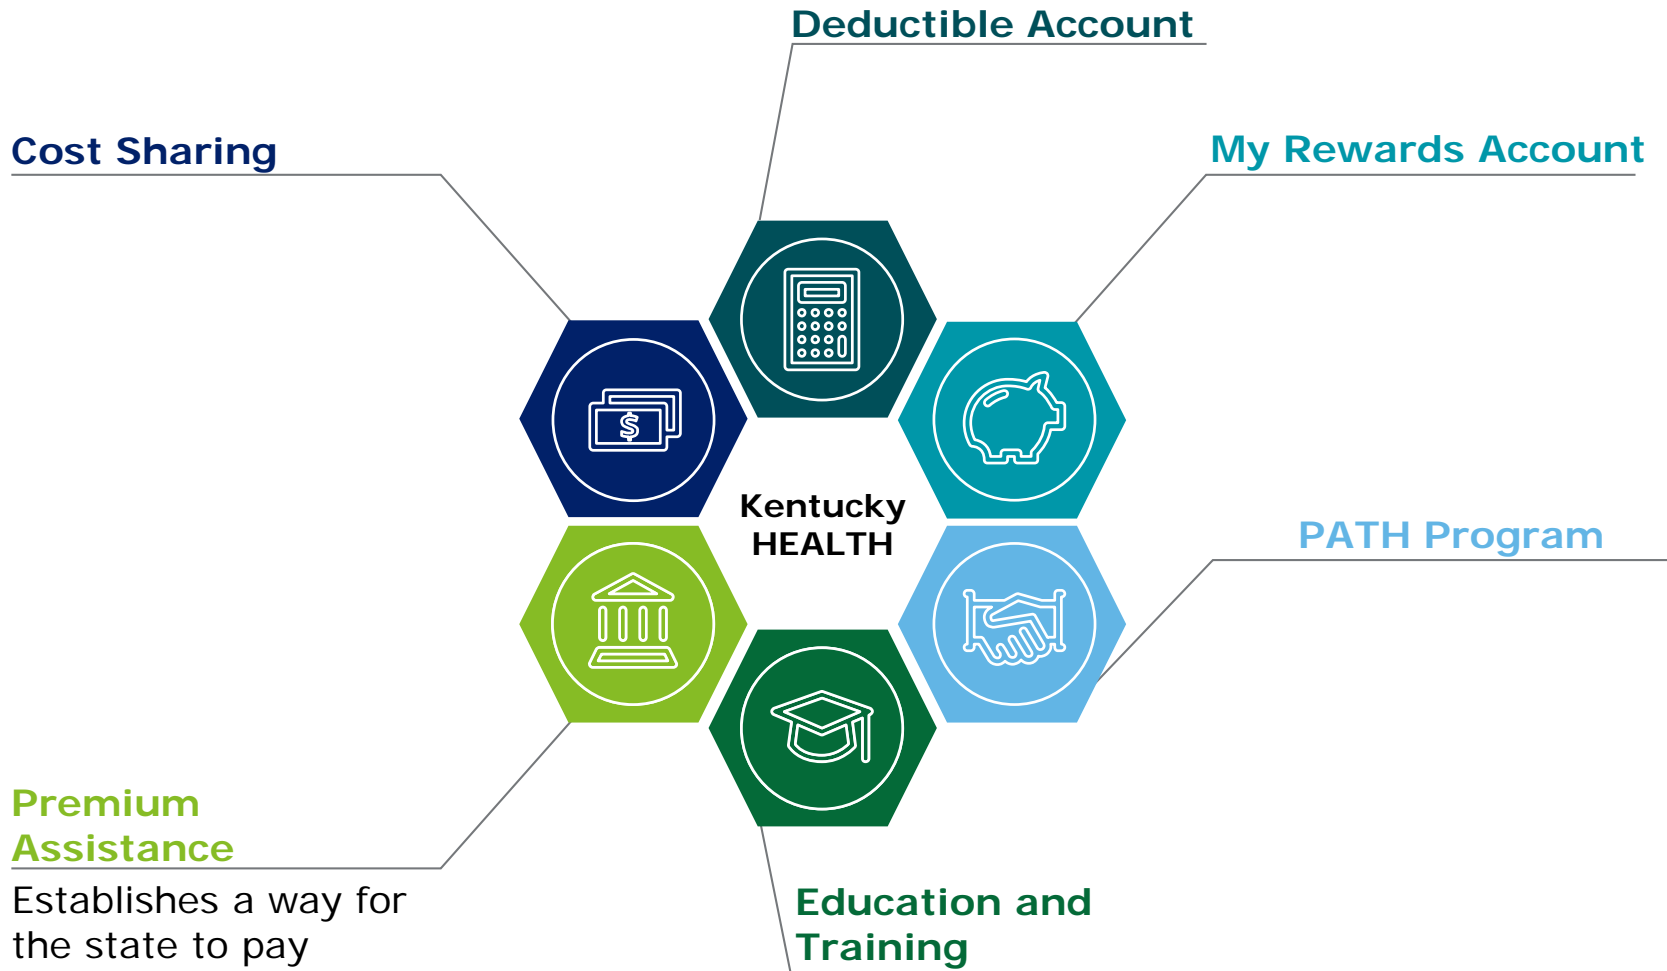 Deductible Account
Cost Sharing
My Rewards Account
$
Kentucky
HEALTH
PATH Program
Premium
Assistance
Establishes a way for
the state to pay
Education and
Training